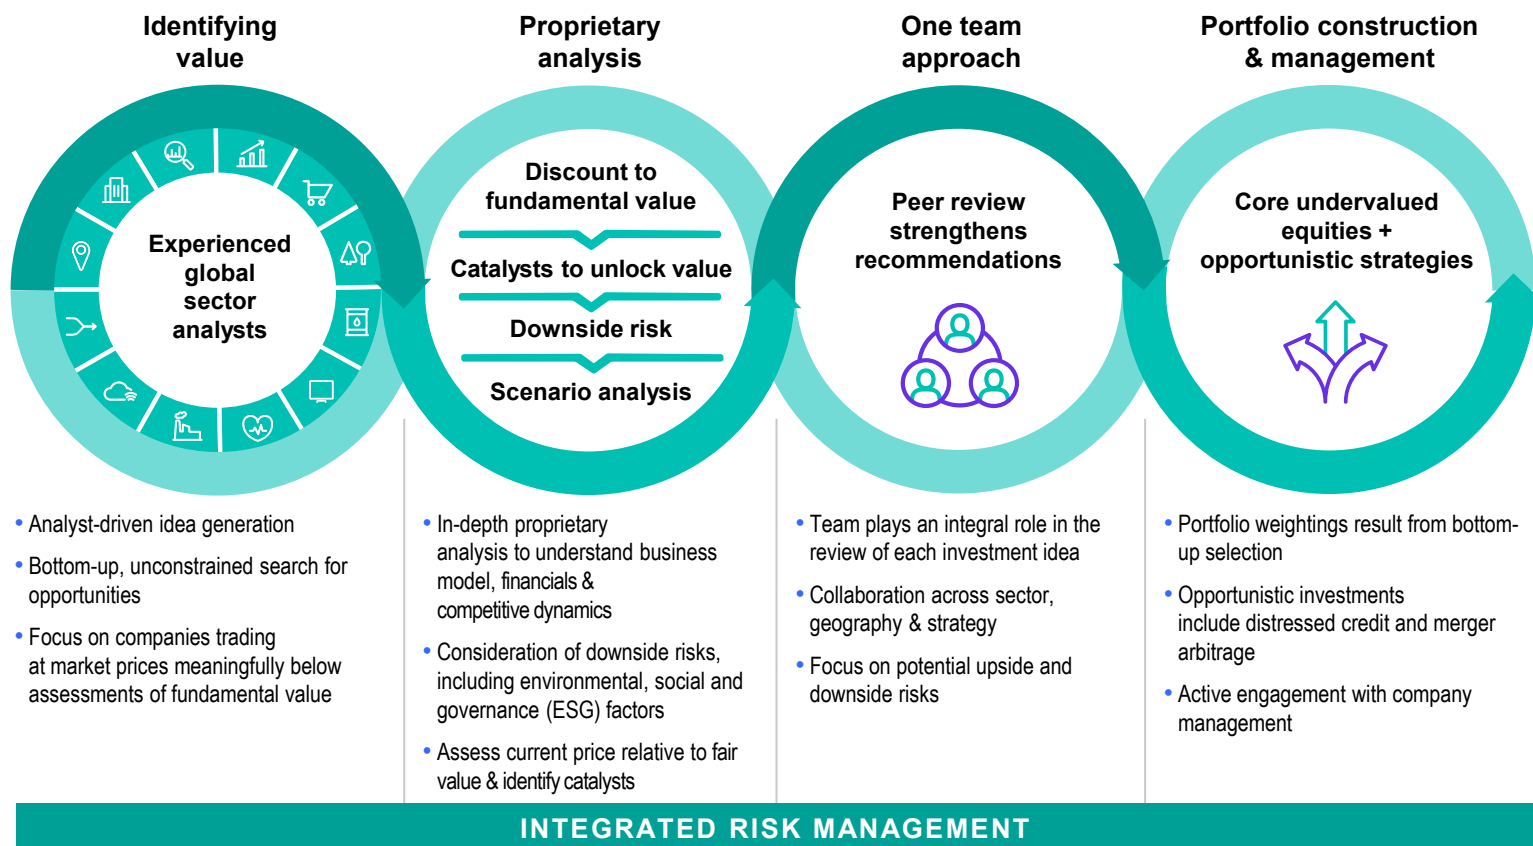 Identifying
value
Proprietary
analysis
One team
approach
Portfolio construction
& management
Experienced
global
sector
analysts
Discount to
fundamental value
Catalysts to unlock value
Downside risk
Scenario analysis
Peer review
strengthens
recommendations
Core undervalued
equities +
opportunistic strategies
• Analyst-driven idea generation
• Bottom-up, unconstrained search for
opportunities
• Focus on companies trading
at market prices meaningfully below
assessments of fundamental value
• In-depth proprietary
analysis to understand business
model, financials &
competitive dynamics
• Consideration of downside risks,
including environmental, social and
governance (ESG) factors
• Assess current price relative to fair
value & identify catalysts
• Team plays an integral role in the
review of each investment idea
• Collaboration across sector,
geography & strategy
• Focus on potential upside and
downside risks
• Portfolio weightings result from bottom-
up selection
• Opportunistic investments
include distressed credit and merger
arbitrage
• Active engagement with company
management
INTEGRATED RISK MANAGEMENT